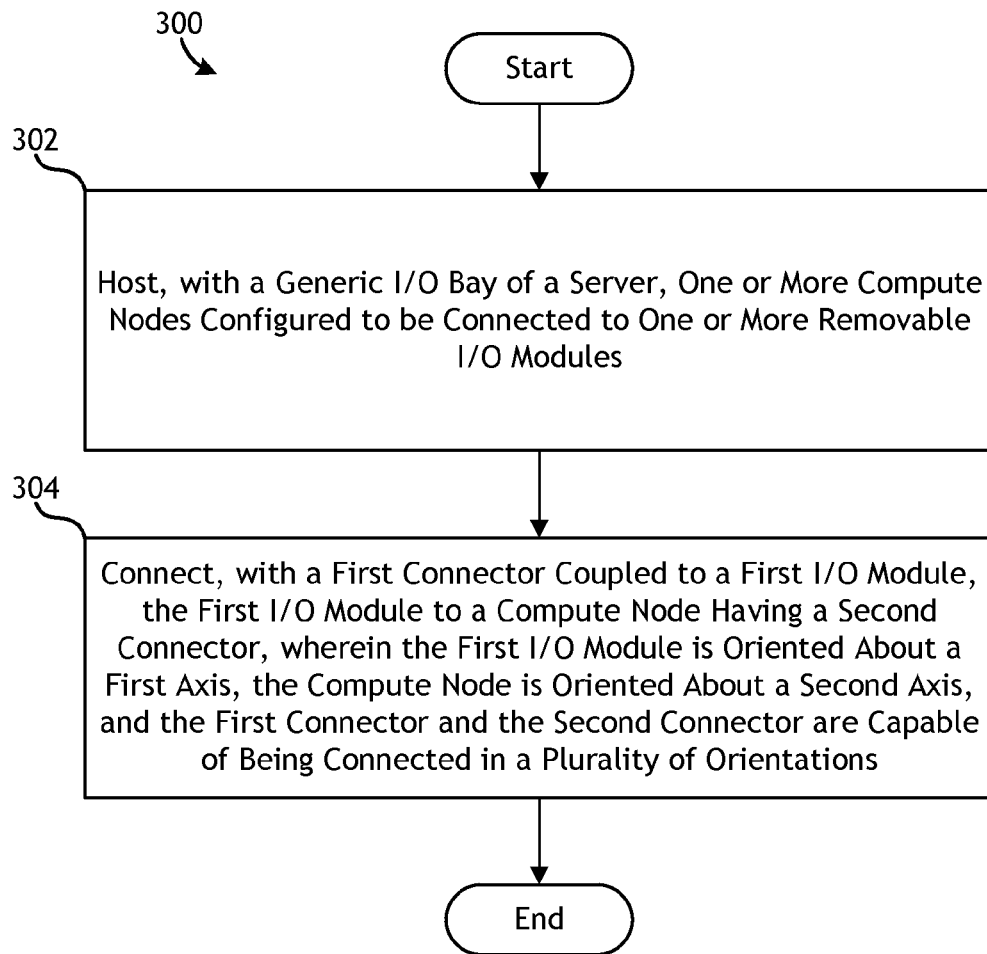 300
Start
302
Host, with a Generic I/O Bay of a Server, One or More Compute
Nodes Configured to be Connected to One or More Removable
I/O Modules
304
Connect, with a First Connector Coupled to a First I/O Module,
the First I/O Module to a Compute Node Having a Second
Connector, wherein the First I/O Module is Oriented About a
First Axis, the Compute Node is Oriented About a Second Axis,
and the First Connector and the Second Connector are Capable
of Being Connected in a Plurality of Orientations
End